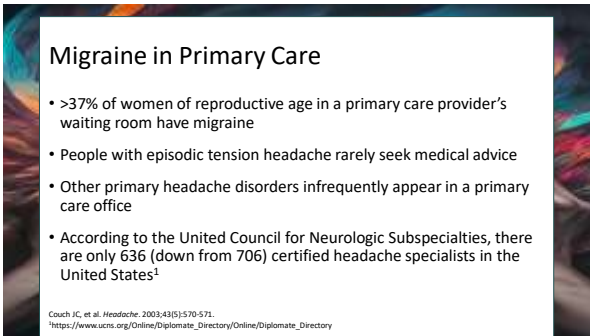 Migraine in Primary Care
• >37% of women of reproductive age in a primary care provider's
waiting room have migraine
• People with episodic tension headache rarely seek medical advice
• Other primary headache disorders infrequently appear in a primary
care office
• According to the United Council for Neurologic Subspecialties, there
are only 636 (down from 706) certified headache specialists in the
United States¹
Couch JC, et al. Headache. 2003;43(5):570-571.
¹https://www.ucns.org/Online/Diplomate_Directory/Online/Diplomate_Directory